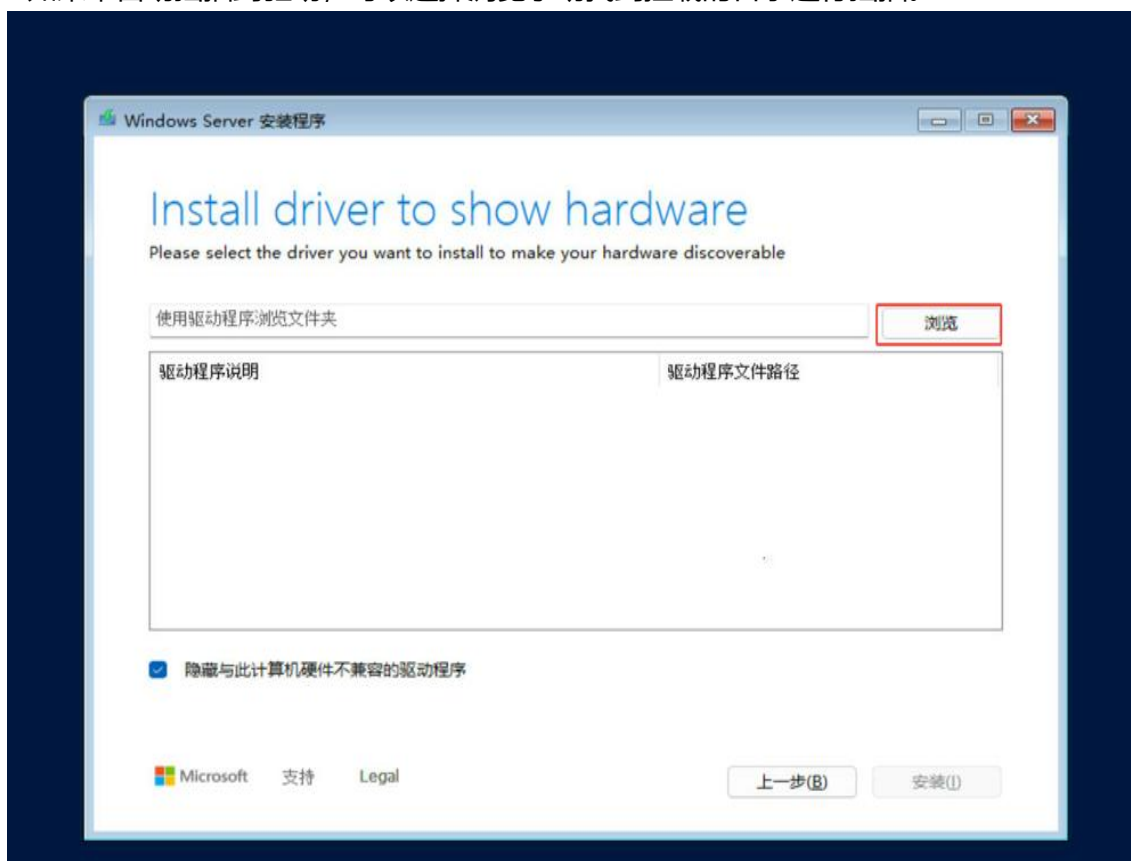 Windows Server 安装程序
Install driver to show hardware
Please select the driver you want to install to make your hardware discoverable
使用驱动程序浏览文件夹
浏览
驱动程序说明 驱动程序文件路径
隐藏与此计算机硬件不兼容的驱动程序
Microsoft 支持 Legal
上一步(B) 安装(I)